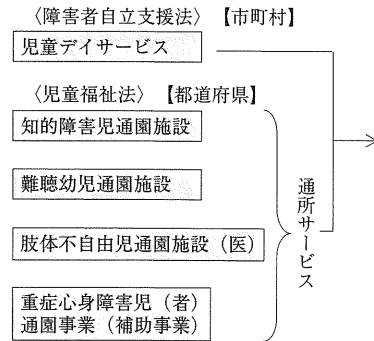 〈障害者自立支援法〉【市町村】
児童デイサービス
〈児童福祉法〉【都道府県】
知的障害児通園施設
難聴幼児通園施設
肢体不自由児通園施設（医）
重症心身障害児（者）
通園事業（補助事業）
通所サービス